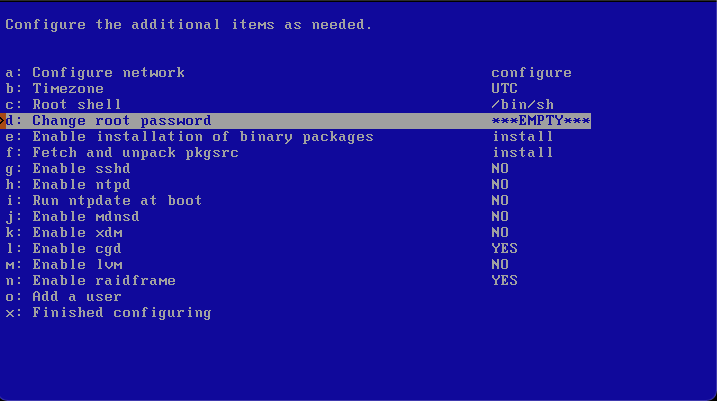 Configure the additional items as needed.
a: Configure network configure
b: Timezone UTC
c: Root shell /bin/sh
>d: Change root password ***EMPTY***
e: Enable installation of binary packages install
f: Fetch and unpack pkgsrc install
g: Enable sshd NO
h: Enable ntpd NO
i: Run ntpdate at boot NO
j: Enable mdnsd NO
k: Enable xdm NO
l: Enable cgd YES
m: Enable lvm NO
n: Enable raidframe YES
o: Add a user
x: Finished configuring